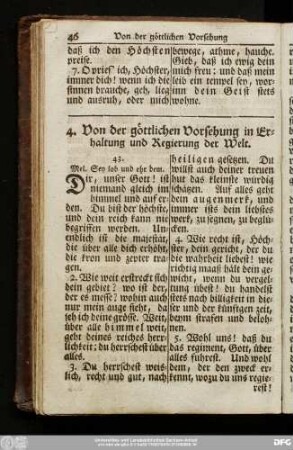 46 Von der göttlichen Vorsehung
daß ich den Höchsten
preise.
7. O pries' ich, Höchster,
immer dich! wenn ich die
sinnen brauche, geh, lieg
und ausruh, oder mich
bewege, athme, hauche.
Gieb, daß ich ewig dein
mich freu: und daß mein
leib ein tempel sey, wor-
inn dein Geist stets
wohne.
4. Von der göttlichen Vorsehung in Er-
haltung und Regierung der Welt.
43.
Mel. Sey lob und ehr dem.
Dir, unser Gott! ist
niemand gleich im
himmel und auf er-
den. Du bist der höchste,
und dein reich kann nie
begriffen werden. Un-
endlich ist die majestät,
die über alle dich erhöht,
die kron und zepter tra-
gen.
2. Wie weit erstreckt sich
dein gebiet? wo ist der,
der es messe? wohin auch
nur mein auge sieht, da
seh ich deine grösse. Weit,
über alle himmel weit,
geht deines reiches herr-
lichkeit: du herrschest über
alles.
3. Du herrschest weis-
lich, recht und gut, nach
heiligen gesetzen. Du
willst auch deiner treuen
hut das kleinste würdig
schätzen. Auf alles geht
dein augenmerk, und
immer ists dein liebstes
werk, zu segnen, zu beglü-
cken.
4. Wie recht ist, Höch-
ster, dein gericht, der du
die wahrheit liebest! wie
richtig maaß hält dein ge-
wicht, wenn du vergel-
tung übest! du handelst
stets nach billigkeit in die-
ser und der künftgen zeit,
beym strafen und beloh-
nen.
5. Wohl uns! daß du
das regiment, Gott, über
alles führest. Und wohl
dem, der den zweck er-
kennt, wozu du uns regie-
rest!